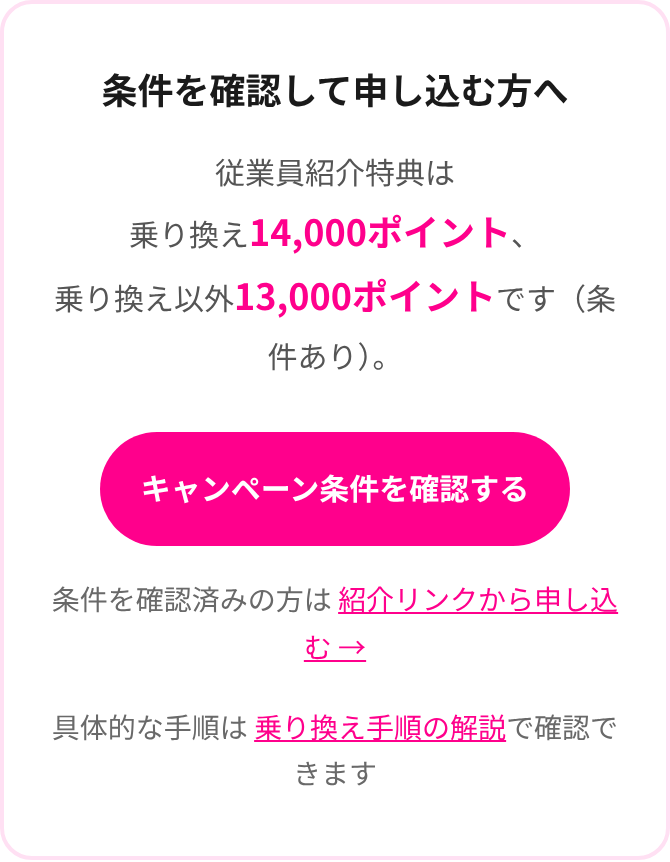 条件を確認して申し込む方へ
従業員紹介特典は
乗り換え14,000ポイント、
乗り換え以外13,000ポイントです（条
件あり）。
キャンペーン条件を確認する
条件を確認済みの方は 紹介リンクから申し込
む →
具体的な手順は 乗り換え手順の解説で確認で
きます